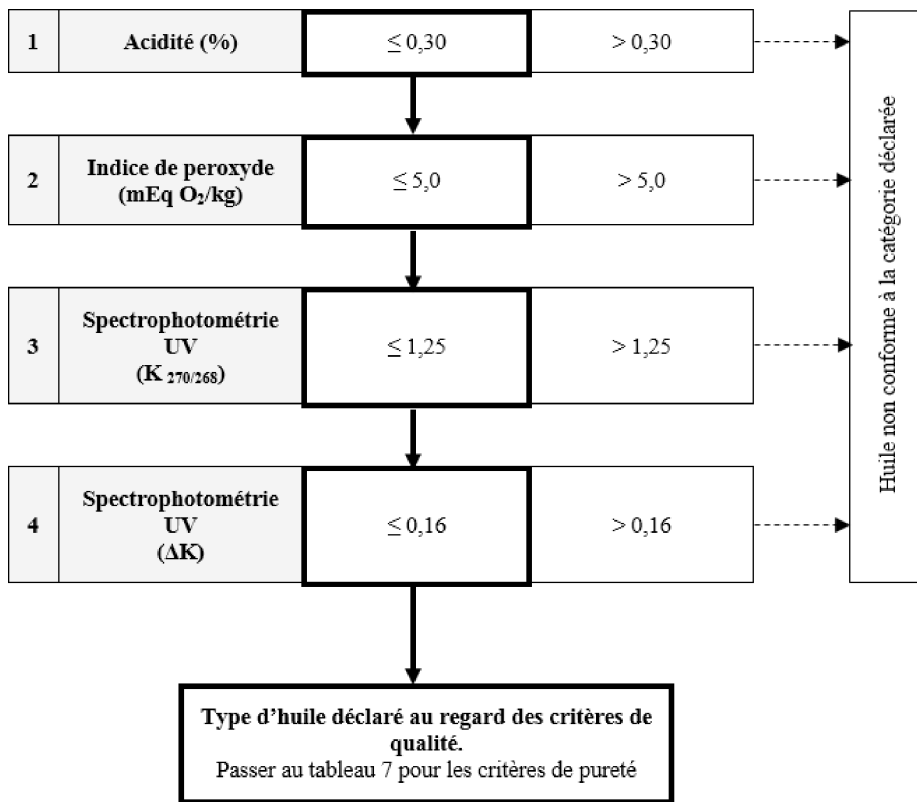 1 Acidité (%) ≤ 0,30 > 0,30
2 Indice de peroxyde
(mEq O₂/kg) ≤ 5,0 > 5,0
3 Spectrophotométrie
UV
(K 270/268) ≤ 1,25 > 1,25
4 Spectrophotométrie
UV
(ΔK) ≤ 0,16 > 0,16
Huile non conforme à la catégorie déclarée
Type d’huile déclaré au regard des critères de
qualité.
Passer au tableau 7 pour les critères de pureté